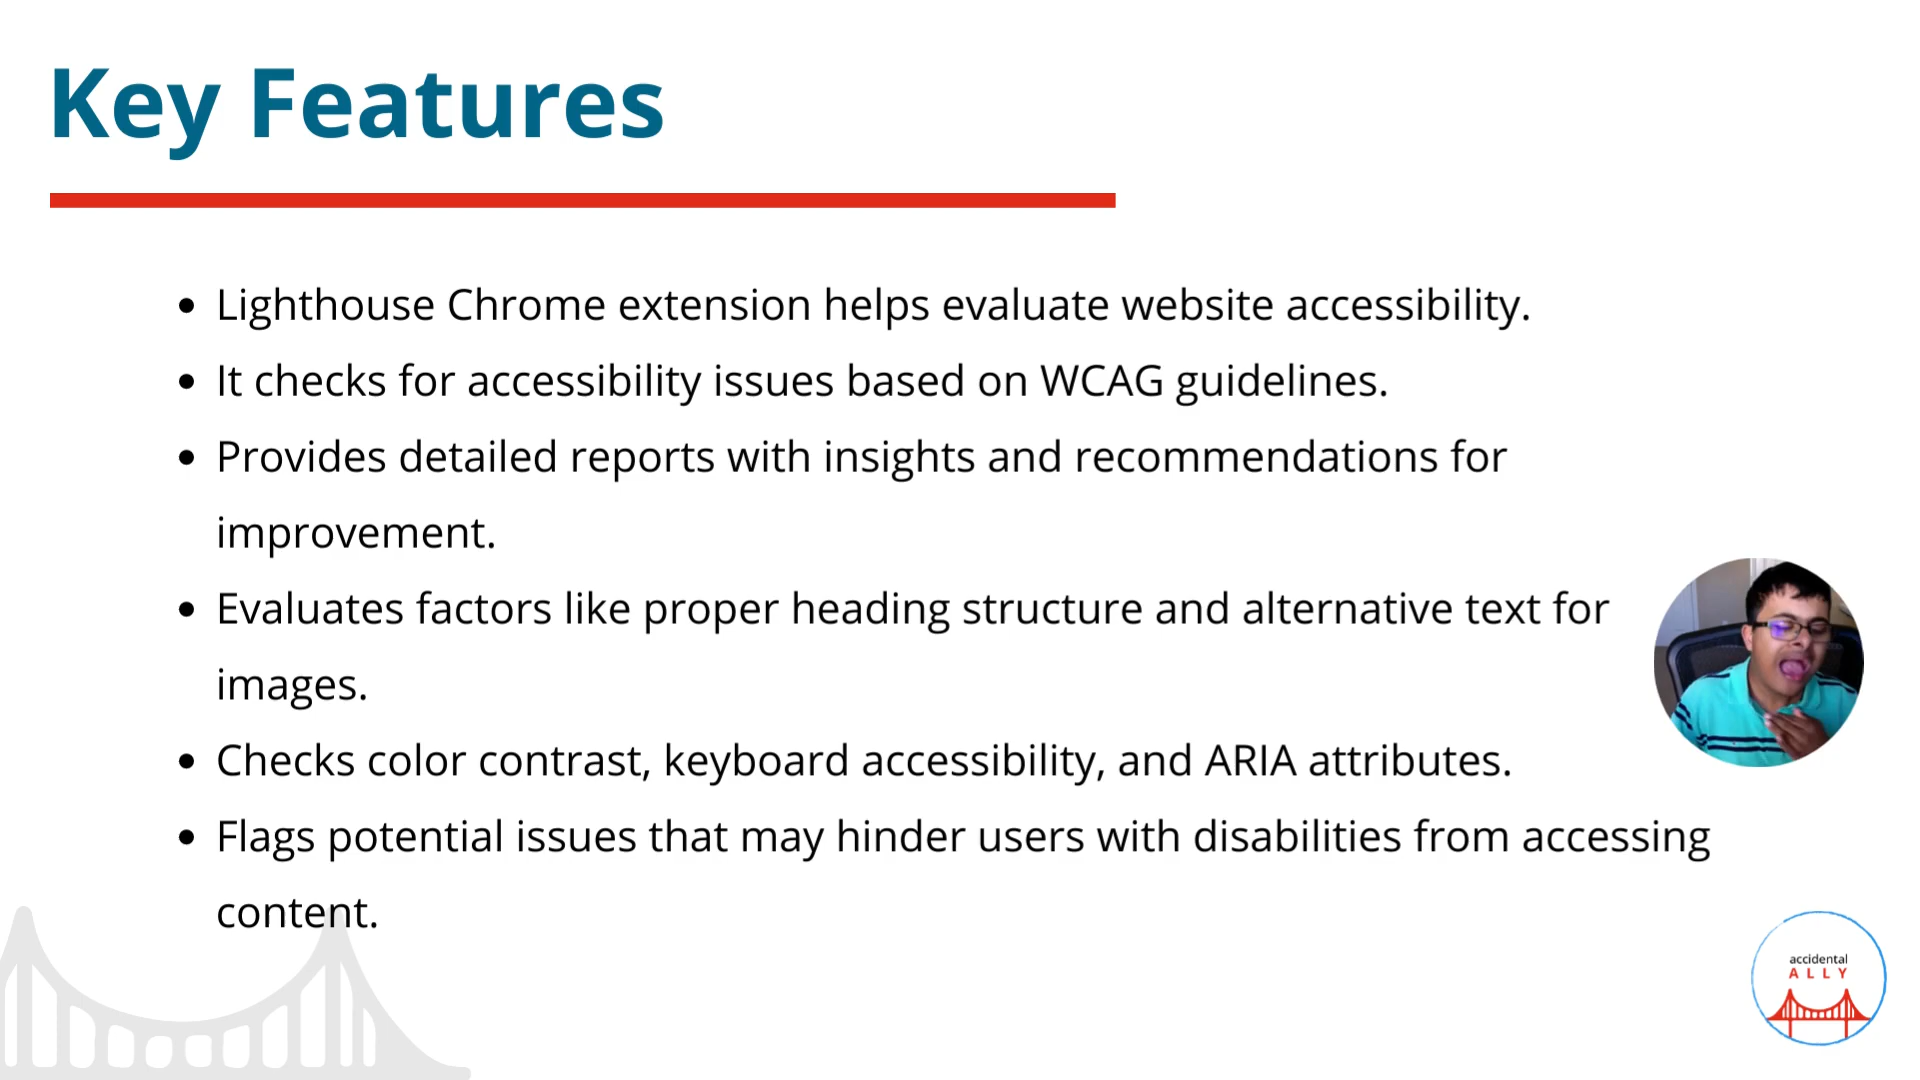 Key Features
Lighthouse Chrome extension helps evaluate website accessibility.
It checks for accessibility issues based on WCAG guidelines.
Provides detailed reports with insights and recommendations for
improvement.
Evaluates factors like proper heading structure and alternative text for
images.
Checks color contrast, keyboard accessibility, and ARIA attributes.
Flags potential issues that may hinder users with disabilities from accessing
content.
accidental
ALLY